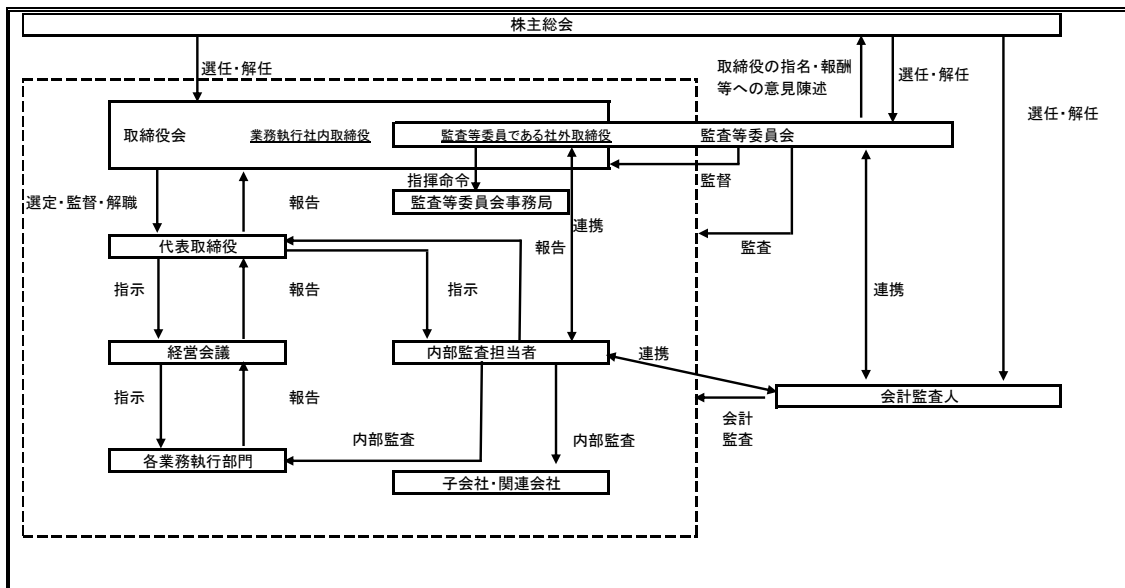 株主総会
選任・解任
取締役の指名・報酬
等への意見陳述
選任・解任
選任・解任
取締役会
業務執行社内取締役
監査等委員である社外取締役
監査等委員会
指揮命令
監督
選定・監督・解職
報告
監査等委員会事務局
連携
代表取締役
報告
監査
指示
報告
指示
連携
経営会議
内部監査担当者
連携
指示
報告
会計監査人
会計
監査
内部監査
内部監査
各業務執行部門
子会社・関連会社